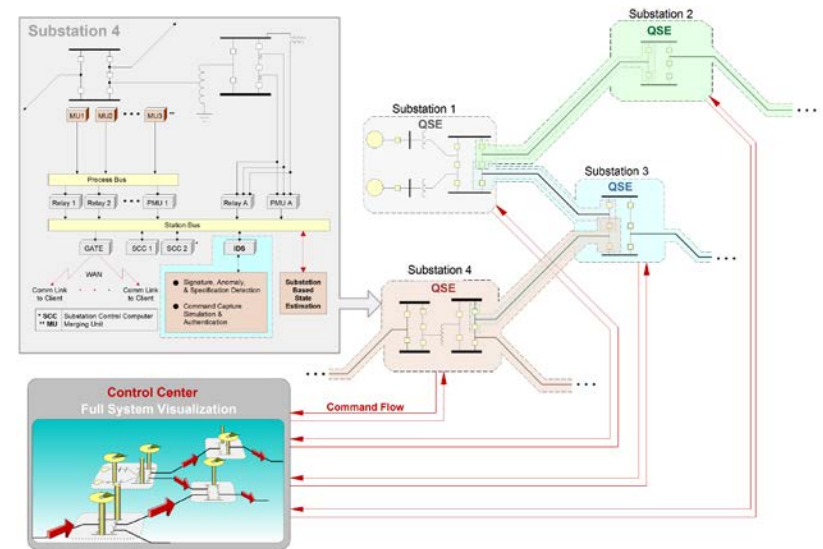 Substation 4
MU1 MU2 • • • MU3 **
Process Bus
Relay 1 Relay 2 • • • PMU 1 Relay A PMU A
Station Bus
GATE SCC 1 SCC 2 * IDS
WAN
Comm Link
to Client
Comm Link
to Client
* SCC Substation Control Computer
** MU Merging Unit
● Signature, Anomaly,
& Specification Detection
● Command Capture
Simulation &
Authentication
Substation
Based
State
Estimation
Substation 1
QSE
Substation 2
QSE
Substation 3
QSE
Substation 4
QSE
Command Flow
Control Center
Full System Visualization